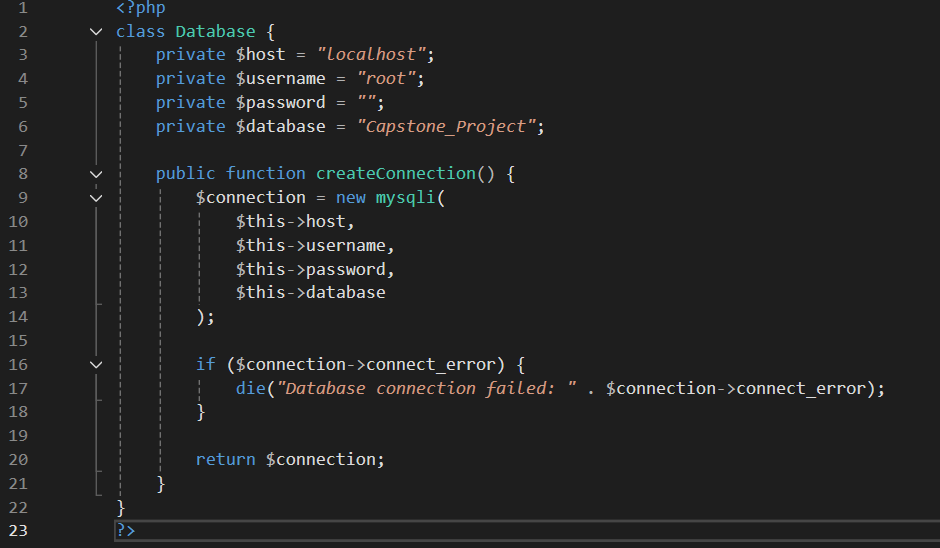 1 <?php
2 class Database {
3 private $host = "localhost";
4 private $username = "root";
5 private $password = "";
6 private $database = "Capstone_Project";
7
8 public function createConnection() {
9 $connection = new mysqli(
10 $this->host,
11 $this->username,
12 $this->password,
13 $this->database
14 );
15
16 if ($connection->connect_error) {
17 die("Database connection failed: " . $connection->connect_error);
18 }
19
20 return $connection;
21 }
22 }
23 ?>